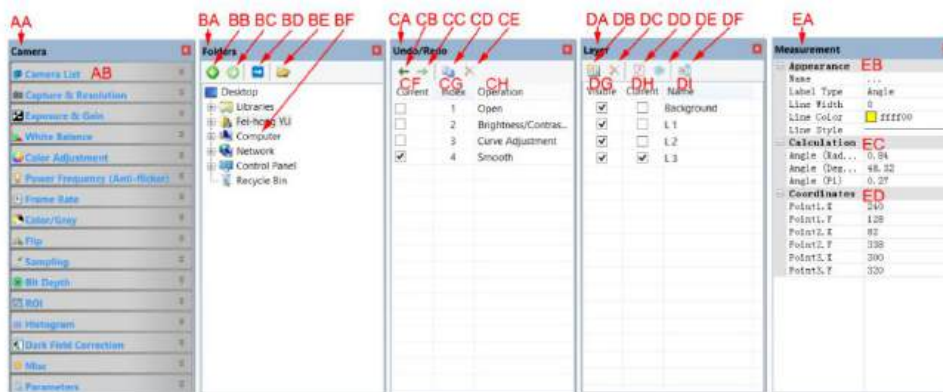 AA BA BB BC BD BE BF CA CB CC CD CE DA DB DC DD DE DF EA
Camera
Camera List AB
Capture & Resolution
Exposure & Gain
White Balance
Color Adjustment
Power Frequency (Anti-flicker)
Frame Rate
Color/Gray
Flip
Sampling
Bit Depth
ROI
Histogram
Dark Field Correction
Misc
Parameters
Folders
Desktop
Libraries
Fei-hong YU
Computer
Network
Control Panel
Recycle Bin
Undo/Redo
CF CG CH
Current Index Operation
1 Open
2 Brightness/Contras...
3 Curve Adjustment
4 Smooth
Layer
DG DH DI
Visible Current Name
Background
L 1
L 2
L 3
Measurement
Appearance EB
Name ...
Label Type Angle
Line Width 0
Line Color ffff00
Line Style
Calculation EC
Angle (Rad... 0.84
Angle (Deg... 48.32
Angle (Pi) 0.27
Coordinates ED
Point1.X 240
Point1.Y 128
Point2.X 82
Point2.Y 338
Point3.X 300
Point3.Y 320